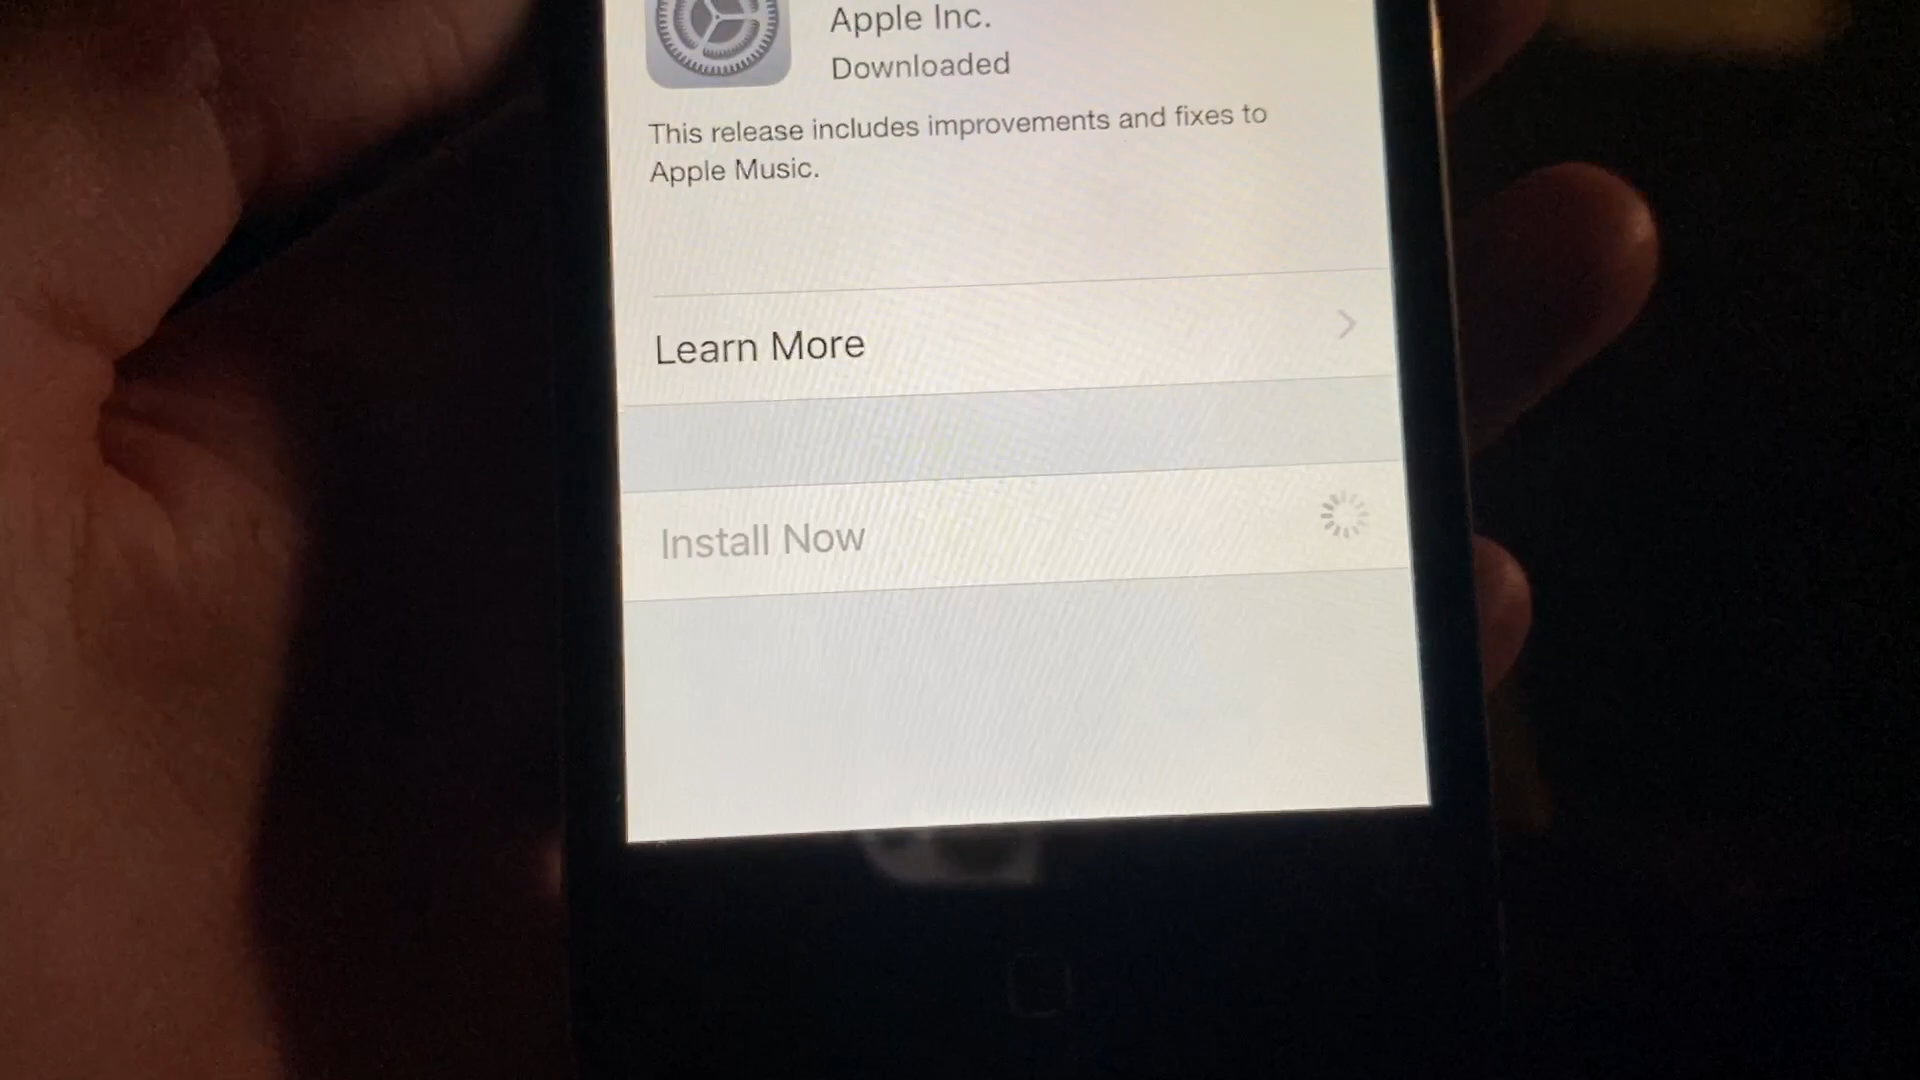 Apple Inc.
Downloaded
This release includes improvements and fixes to
Apple Music.
Learn More
Install Now